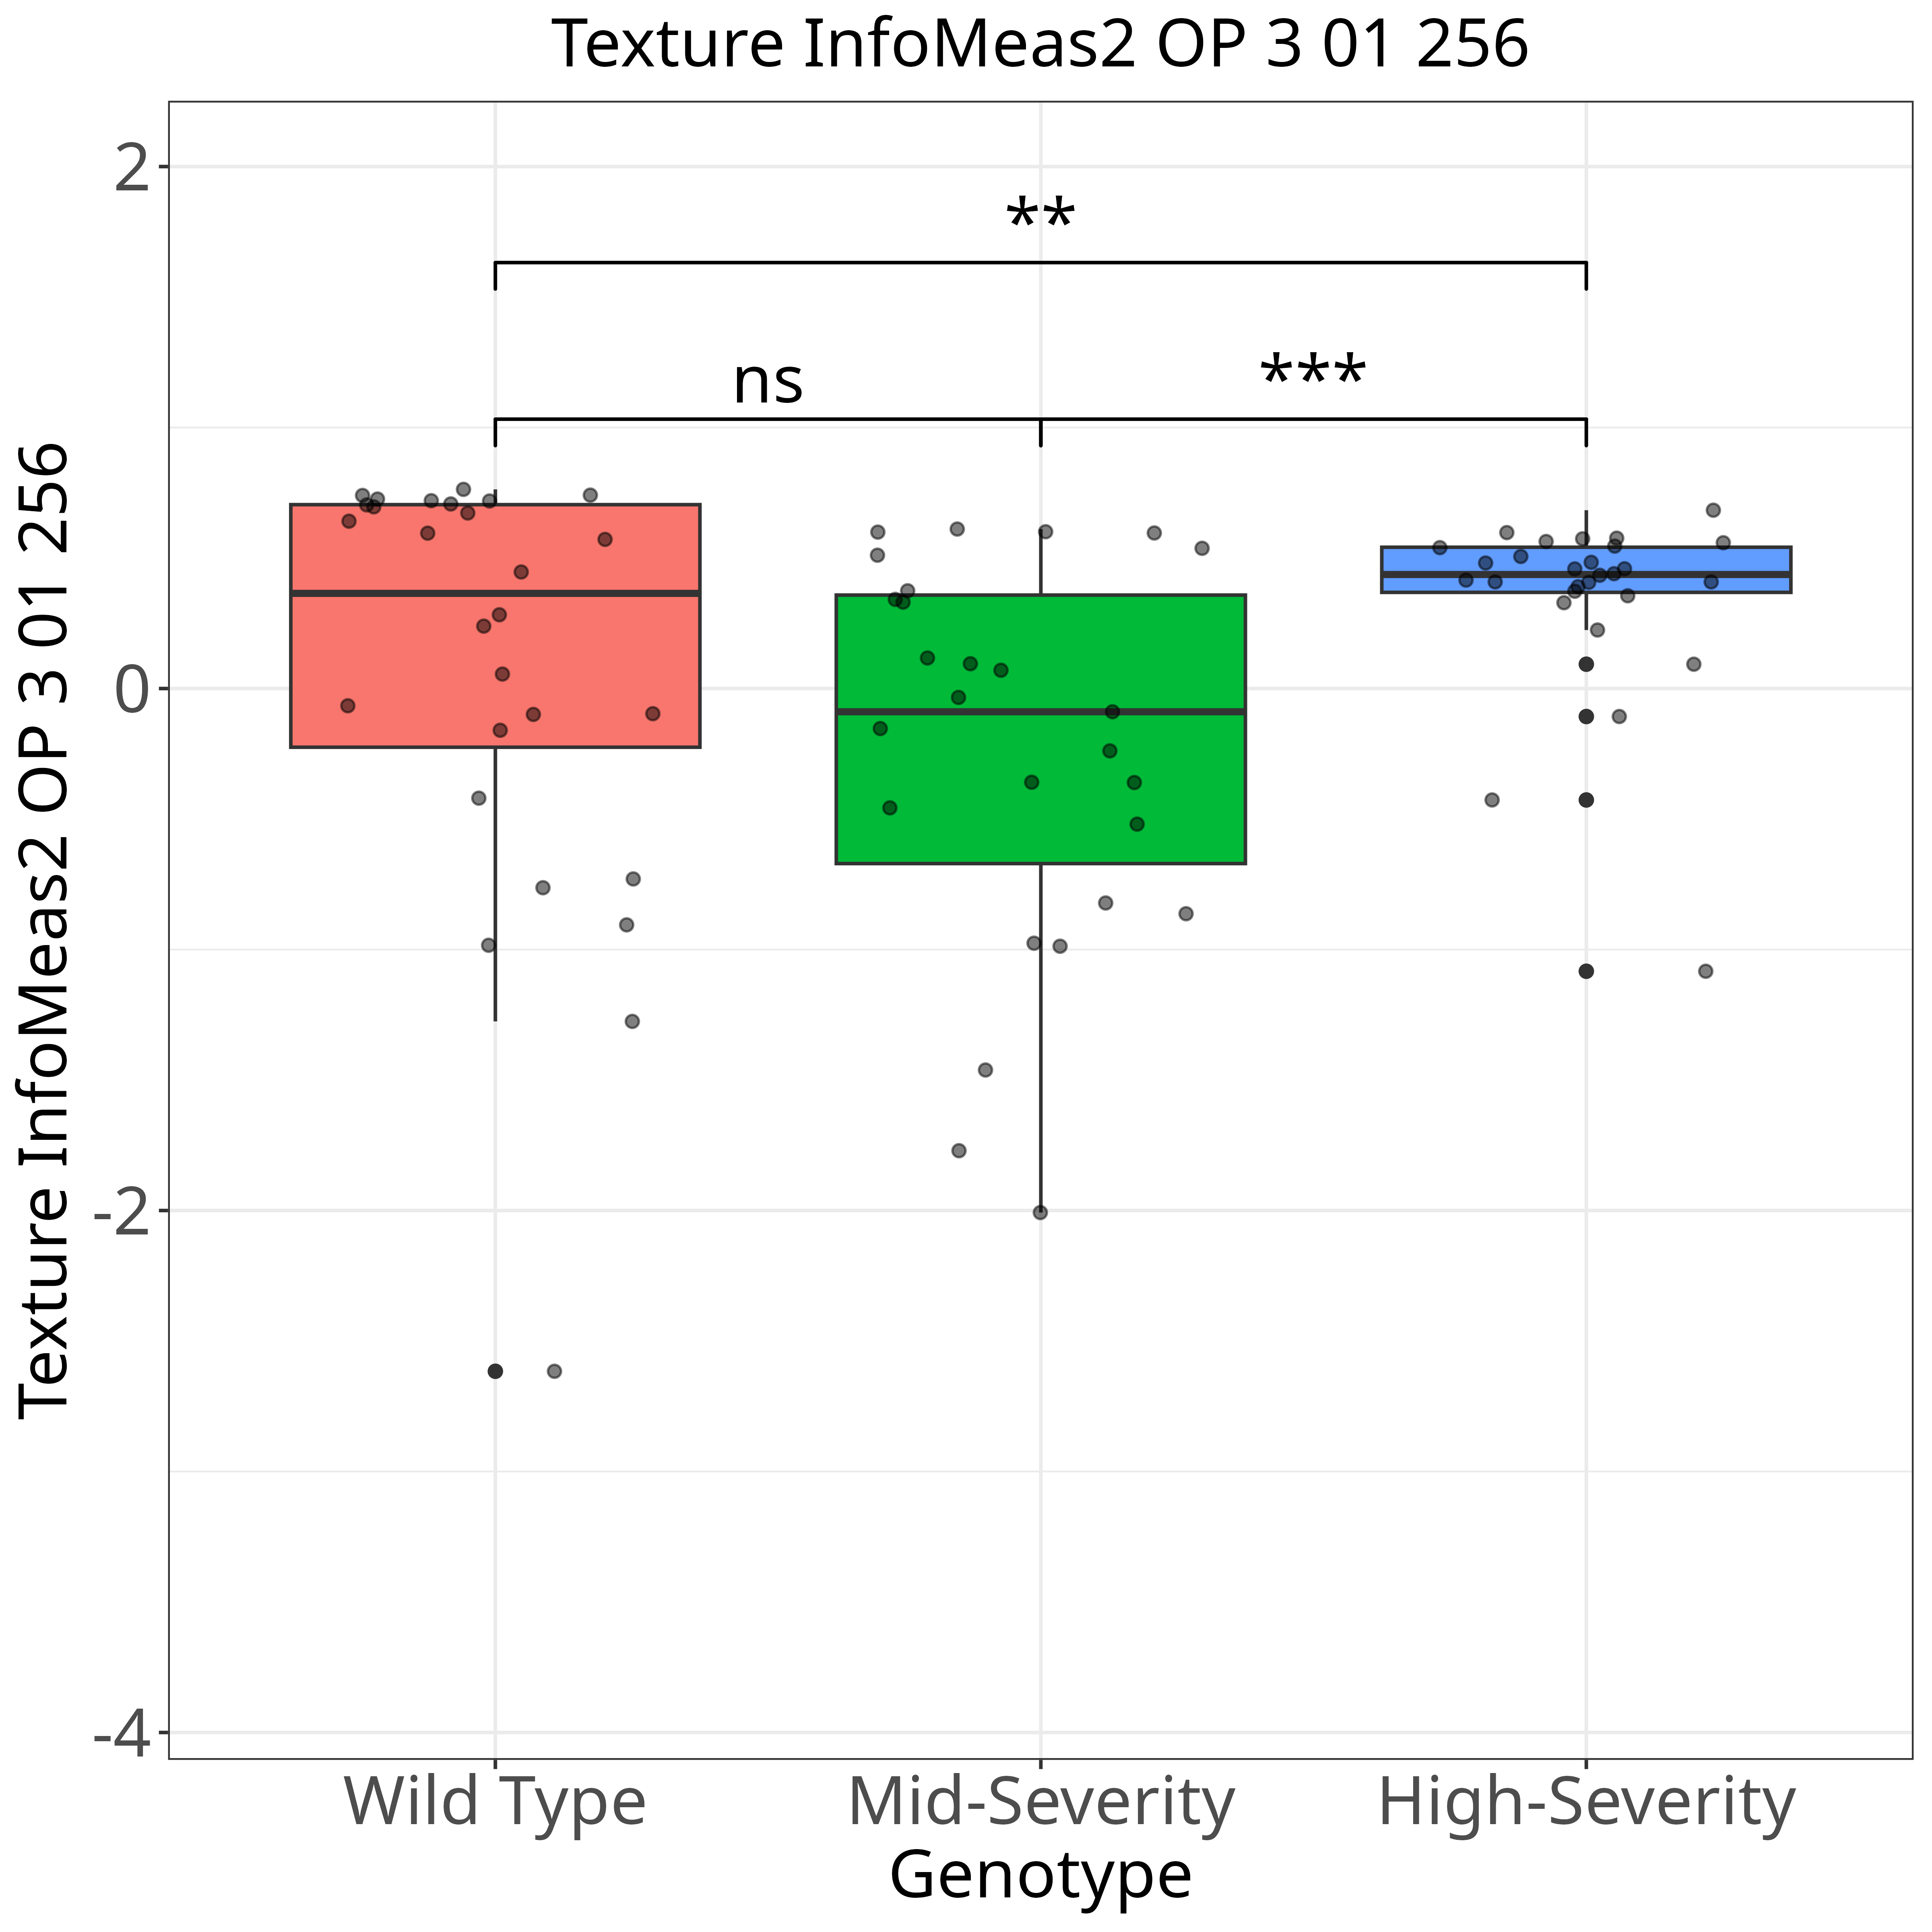 Texture InfoMeas2 OP 3 01 256
Texture InfoMeas2 OP 3 01 256
2
0
-2
-4
**
ns
***
Wild Type
Mid-Severity
High-Severity
Genotype